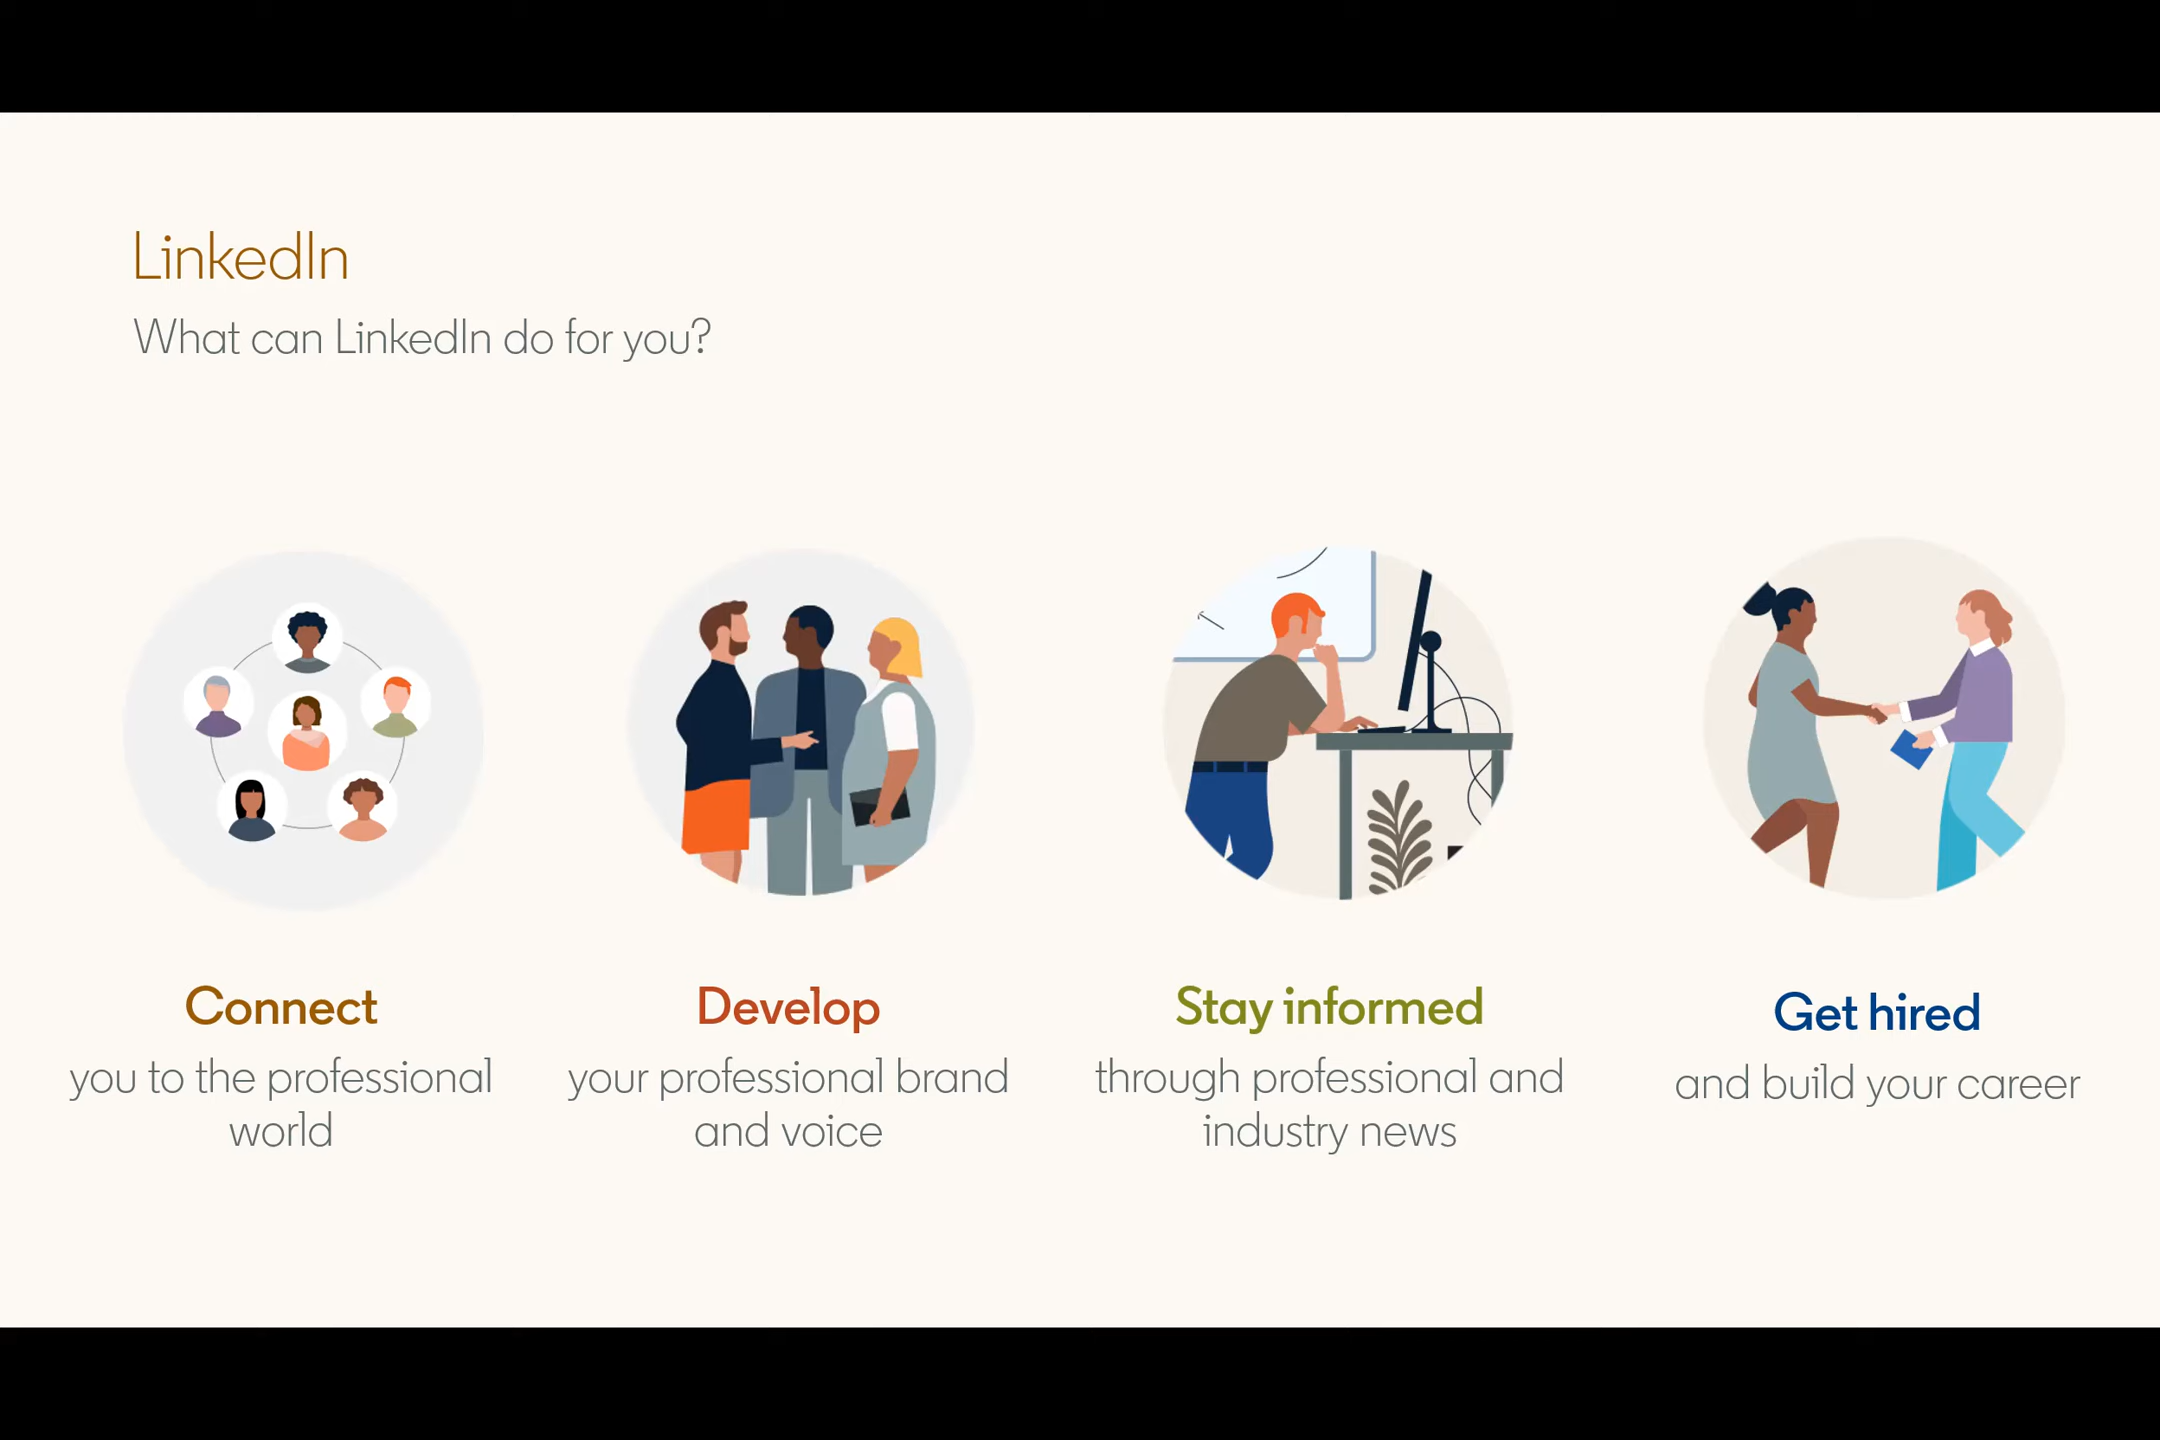 LinkedIn
What can LinkedIn do for you?
Connect
you to the professional
world
Develop
your professional brand
and voice
Stay informed
through professional and
industry news
Get hired
and build your career